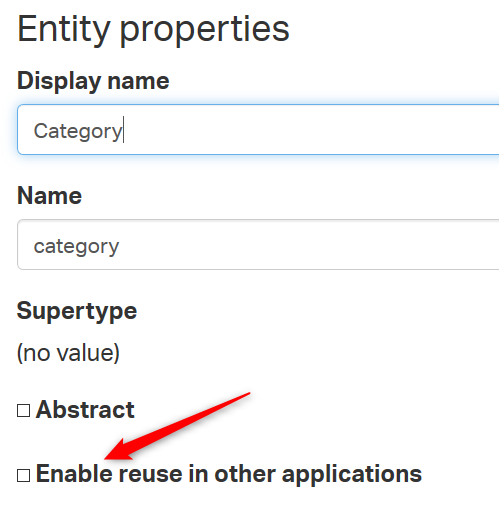 Entity properties
Display name
Category
Name
category
Supertype
(no value)
Abstract
Enable reuse in other applications